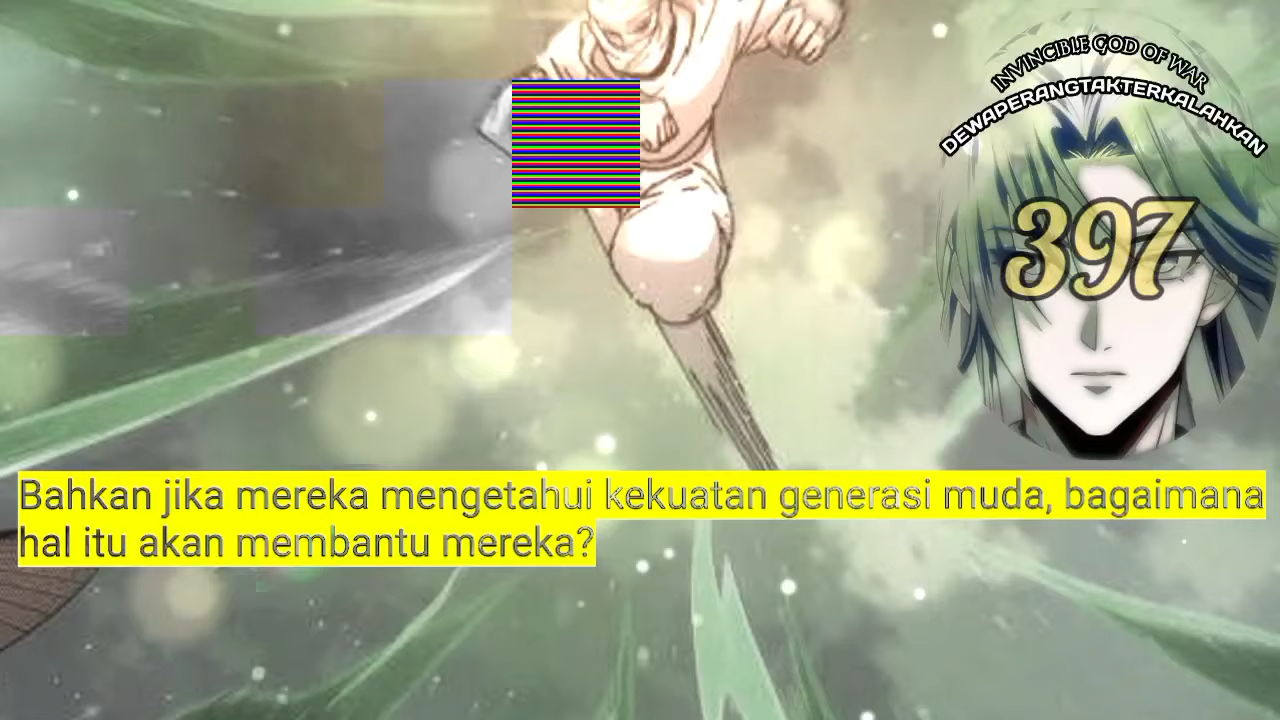 INVINCIBLE GOD OF WAR
DEWAPERANGTAKTERKALAHKAN
397
Bahkan jika mereka mengetahui kekuatan generasi muda, bagaimana
hal itu akan membantu mereka?